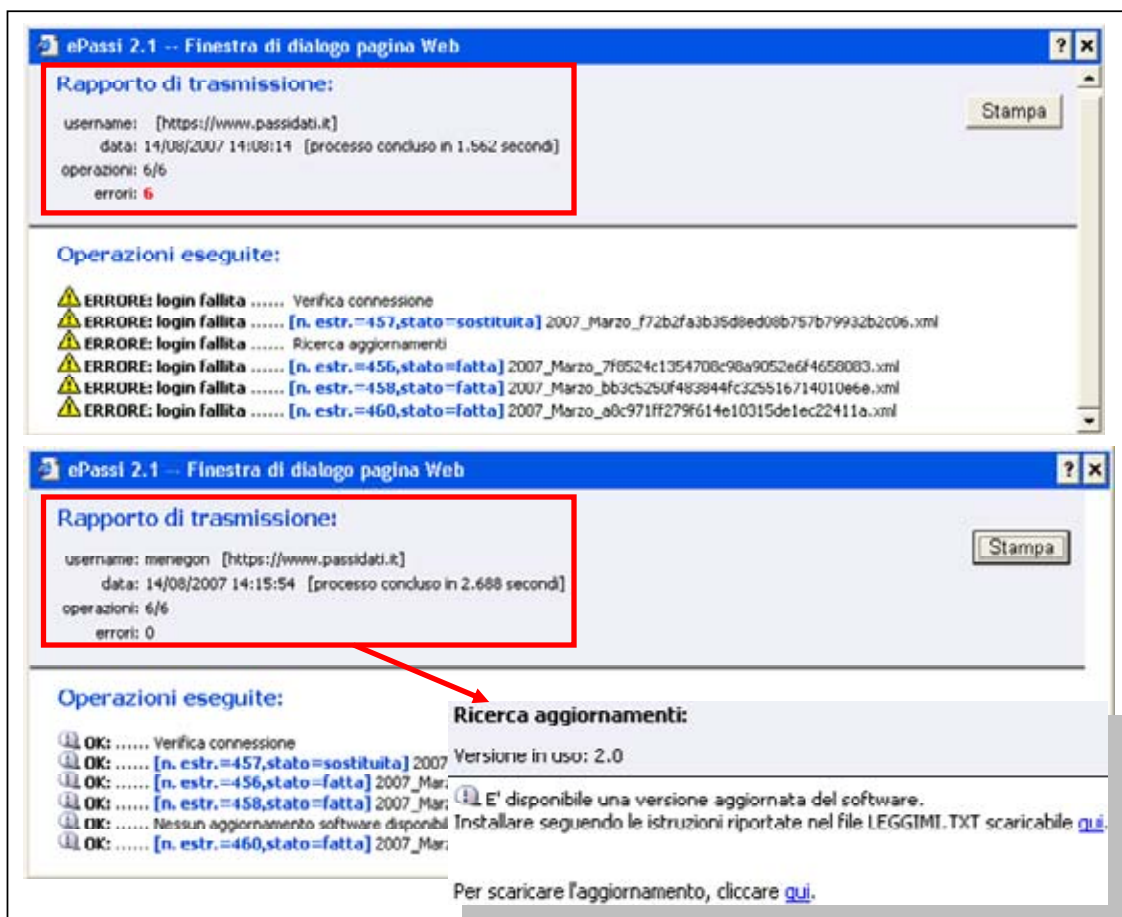 ePassi 2.1 -- Finestra di dialogo pagina Web
Rapporto di trasmissione:
Stampa
username: [https://www.passidati.it]
data: 14/08/2007 14:08:14 [processo concluso in 1.562 secondi]
operazioni: 6/6
errori: 6
Operazioni eseguite:
ERRORE: login fallita ...... Verifica connessione
ERRORE: login fallita ...... [n. estr.=457,stato=sostituita] 2007_Marzo_f72b2fa3b35d8ed08b757b79932b2c06.xml
ERRORE: login fallita ...... Ricerca aggiornamenti
ERRORE: login fallita ...... [n. estr.=456,stato=fatta] 2007_Marzo_7f8524c1354708c98a9052e6f4658083.xml
ERRORE: login fallita ...... [n. estr.=458,stato=fatta] 2007_Marzo_bb3c5250f483844fc325516714010e6e.xml
ERRORE: login fallita ...... [n. estr.=460,stato=fatta] 2007_Marzo_a0c971ff279f614e10315de1ec22411a.xml
ePassi 2.1 -- Finestra di dialogo pagina Web
Rapporto di trasmissione:
Stampa
username: menegon [https://www.passidati.it]
data: 14/08/2007 14:15:54 [processo concluso in 2.688 secondi]
operazioni: 6/6
errori: 0
Operazioni eseguite:
OK: ...... Verifica connessione
OK: ...... [n. estr.=457,stato=sostituita] 2007
OK: ...... [n. estr.=456,stato=fatta] 2007_Mar
OK: ...... [n. estr.=458,stato=fatta] 2007_Mar
OK: ...... Nessun aggiornamento software disponibil
OK: ...... [n. estr.=460,stato=fatta] 2007_Mar
Ricerca aggiornamenti:
Versione in uso: 2.0
E' disponibile una versione aggiornata del software.
Installare seguendo le istruzioni riportate nel file LEGGIMI.TXT scaricabile qui.
Per scaricare l'aggiornamento, cliccare qui.